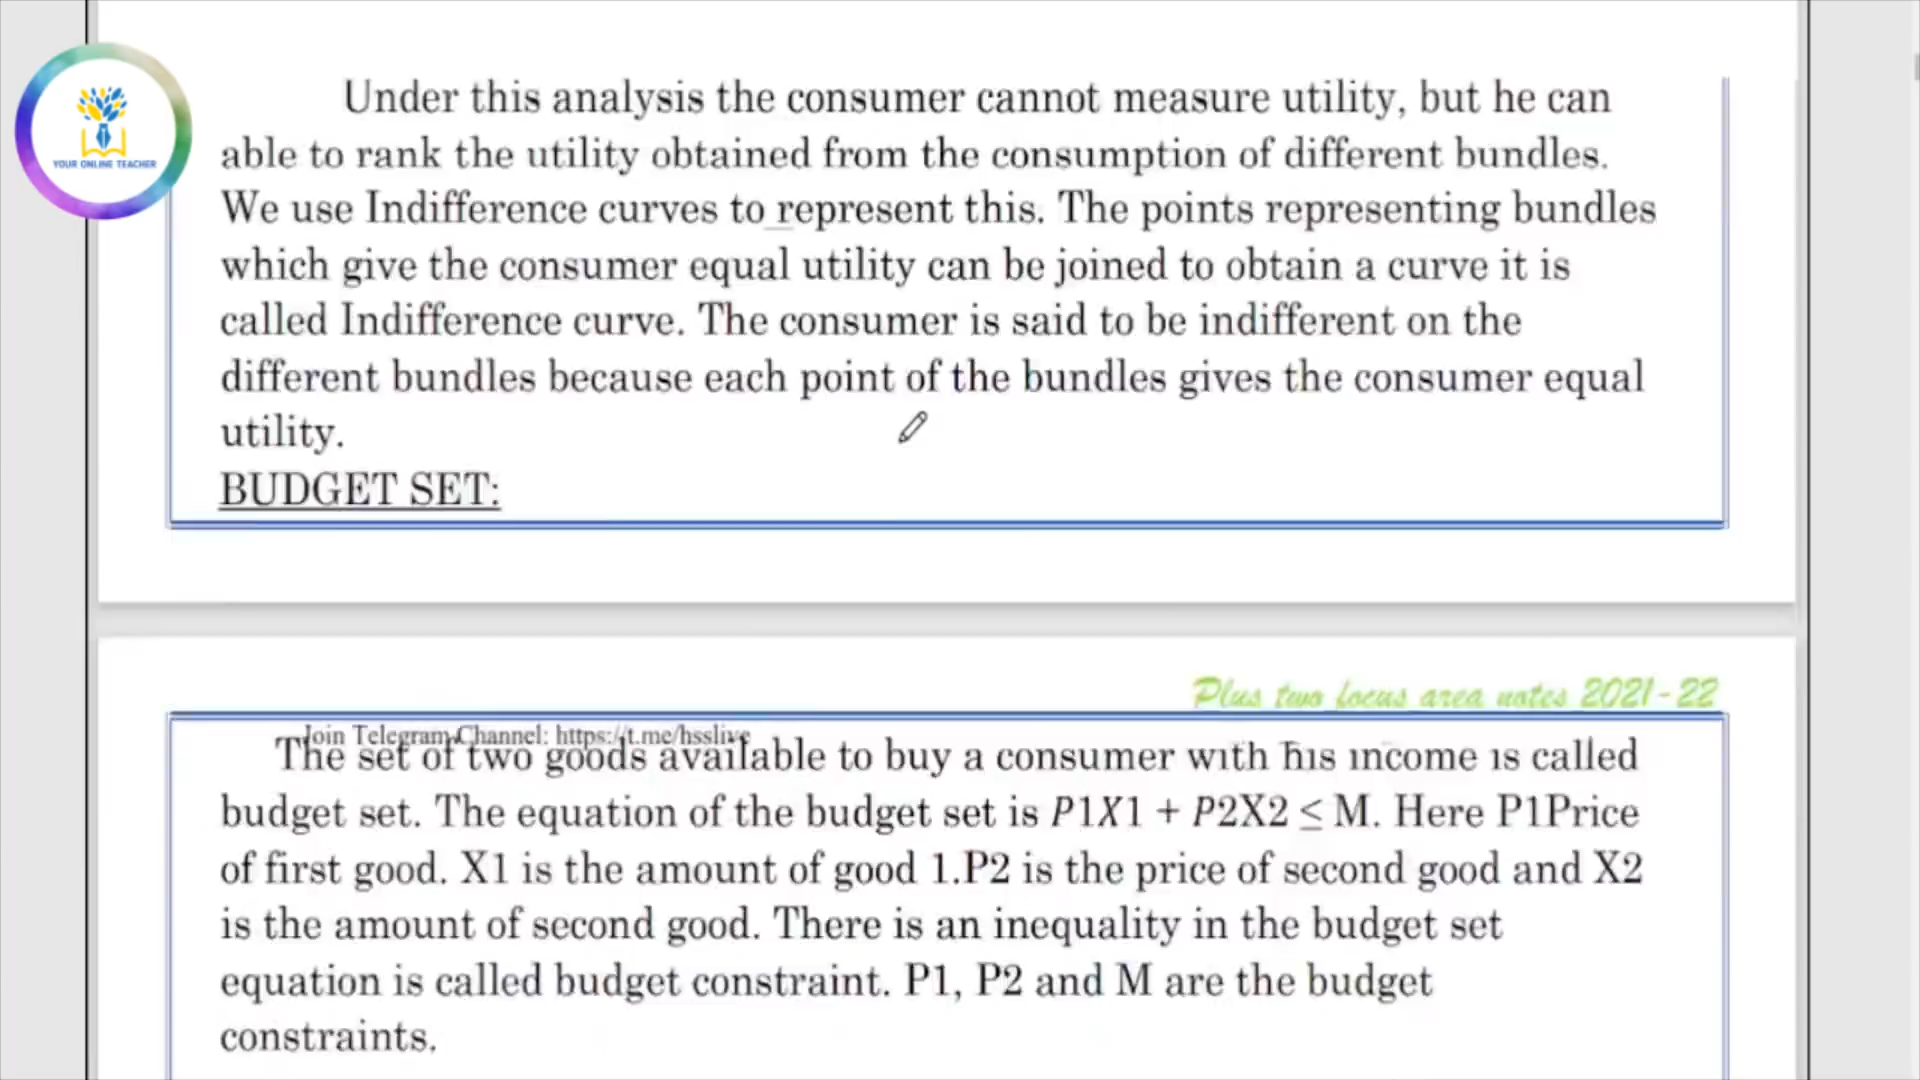 YOUR ONLINE TEACHER
Under this analysis the consumer cannot measure utility, but he can
able to rank the utility obtained from the consumption of different bundles.
We use Indifference curves to represent this. The points representing bundles
which give the consumer equal utility can be joined to obtain a curve it is
called Indifference curve. The consumer is said to be indifferent on the
different bundles because each point of the bundles gives the consumer equal
utility.
BUDGET SET:
Plus two focus area notes 2021-22
Join Telegram Channel: https://t.me/hsslive
The set of two goods available to buy a consumer with his income is called
budget set. The equation of the budget set is P1X1 + P2X2 ≤ M. Here P1Price
of first good. X1 is the amount of good 1.P2 is the price of second good and X2
is the amount of second good. There is an inequality in the budget set
equation is called budget constraint. P1, P2 and M are the budget
constraints.